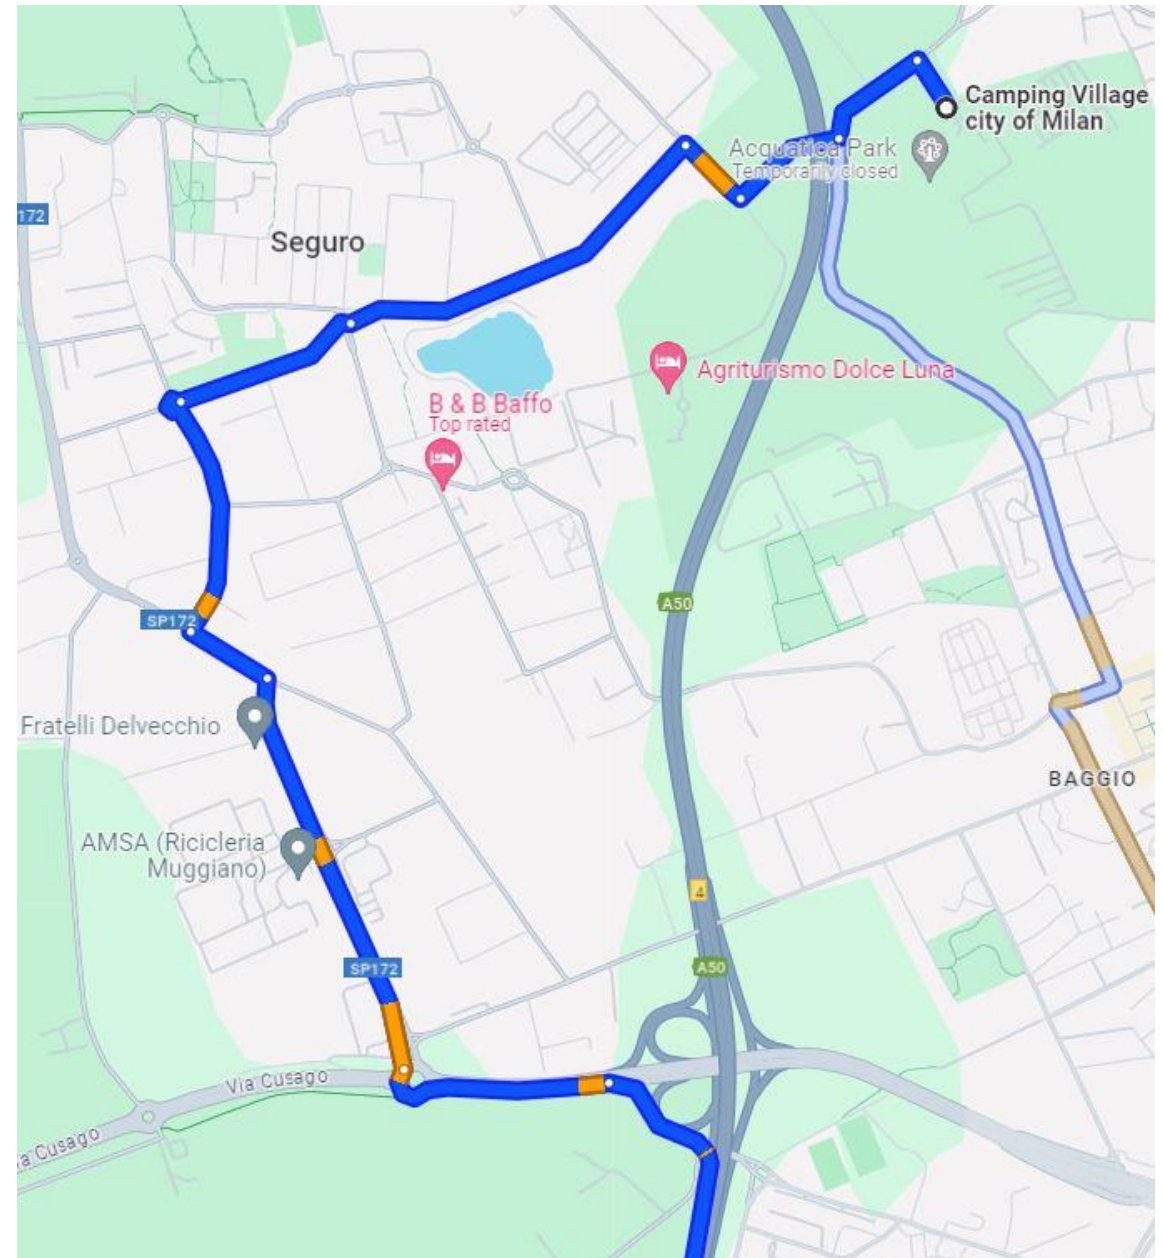 Camping Village
city of Milan
Acquatica Park
Temporarily closed
172
Seguro
Agriturismo Dolce Luna
B & B Baffo
Top rated
A50
SP172
Fratelli Delvecchio
BAGGIO
AMSA (Ricicleria
Muggiano)
4
SP172
A50
Via Cusago
a Cusago